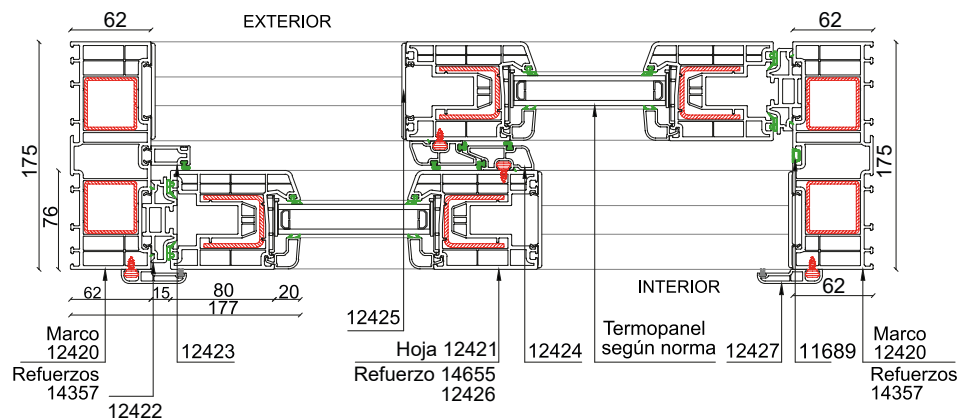 62
EXTERIOR
62
175
76
175
62
15
80
20
177
INTERIOR
62
Marco
12420
Refuerzos
14357
12422
12423
12425
Hoja 12421
Refuerzo 14655
12426
12424
Termopanel
según norma
12427
11689
Marco
12420
Refuerzos
14357